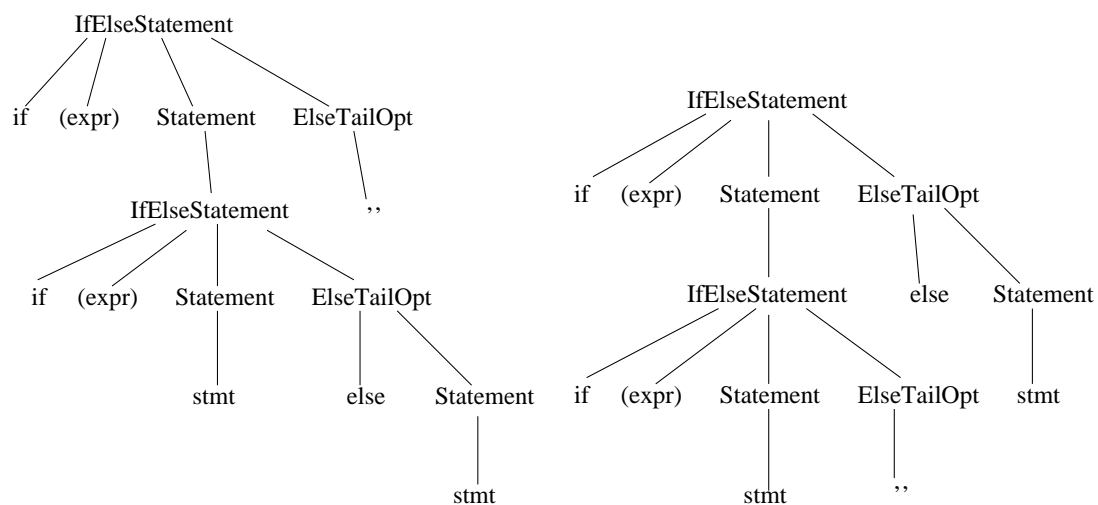 IfElseStatement
if (expr) Statement ElseTailOpt
IfElseStatement ’’
if (expr) Statement ElseTailOpt
stmt else Statement
stmt
IfElseStatement
if (expr) Statement ElseTailOpt
IfElseStatement else Statement
if (expr) Statement ElseTailOpt stmt
stmt ’’